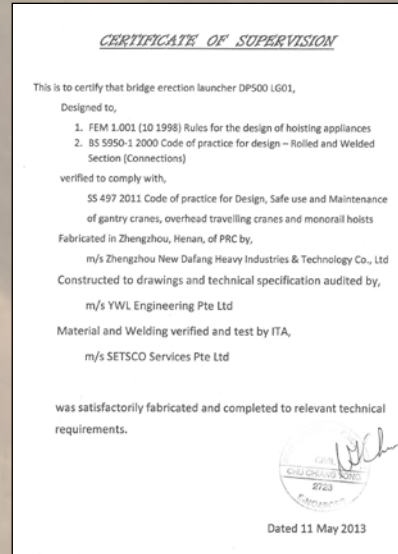 CERTIFICATE OF SUPERVISION
This is to certify that bridge erection launcher DP500 LG01,
Designed to,
1. FEM 1.001 (10 1998) Rules for the design of hoisting appliances
2. BS 5950-1 2000 Code of practice for design – Rolled and Welded
Section (Connections)
verified to comply with,
SS 497 2011 Code of practice for Design, Safe use and Maintenance
of gantry cranes, overhead travelling cranes and monorail hoists
Fabricated in Zhengzhou, Henan, of PRC by,
m/s Zhengzhou New Dafang Heavy Industries & Technology Co., Ltd
Constructed to drawings and technical specification audited by,
m/s YWL Engineering Pte Ltd
Material and Welding verified and test by ITA,
m/s SETSCO Services Pte Ltd
was satisfactorily fabricated and completed to relevant technical
requirements.
CIVIL
CHU CHIANG YONG
2723
SINGAPORE
Dated 11 May 2013